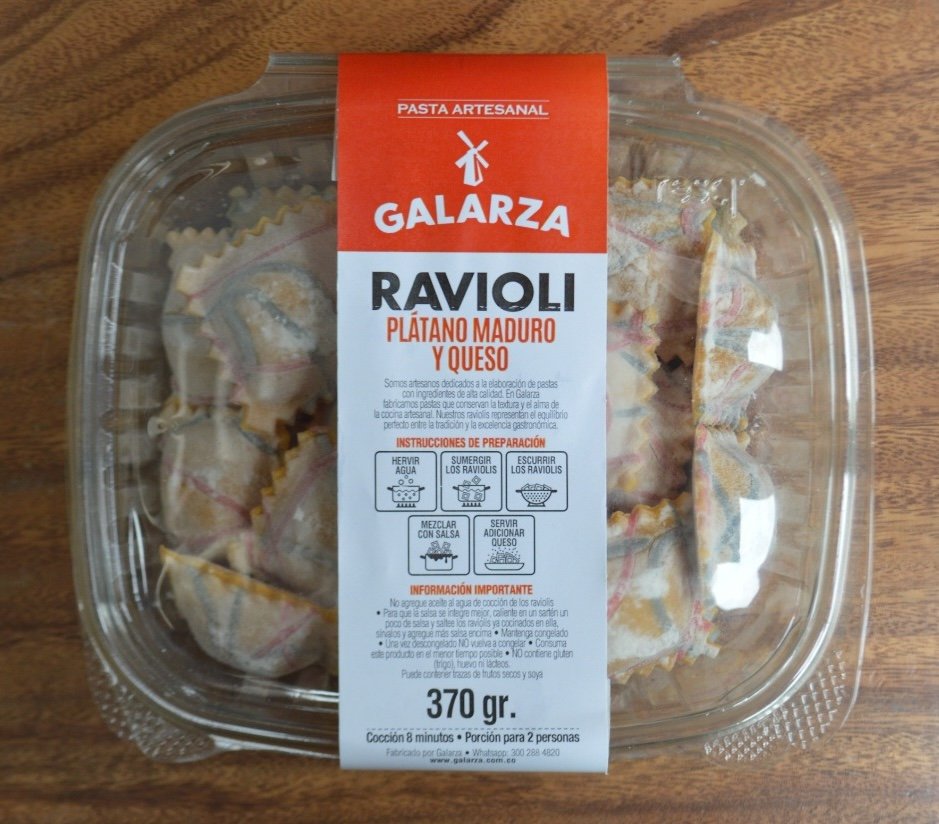 PASTA ARTESANAL
GALARZA
RAVIOLI
PLÁTANO MADURO
Y QUESO
Somos artesanos dedicados a la elaboración de pastas
con ingredientes de alta calidad. En Galarza
fabricamos pastas que conservan la textura y el alma de
la cocina artesanal. Nuestros raviolis representan el equilibrio
perfecto entre la tradición y la excelencia gastronómica.
INSTRUCCIONES DE PREPARACIÓN
HERVIR
AGUA
SUMERGIR
LOS RAVIOLIS
ESCURRIR
LOS RAVIOLIS
MEZCLAR
CON SALSA
SERVIR
ADICIONAR
QUESO
INFORMACIÓN IMPORTANTE
No agregue aceite al agua de cocción de los raviolis
• Para que la salsa se integre mejor, caliente en un sartén un
poco de salsa y saltee los raviolis ya cocinados en ella,
sírvalos y agregue más salsa encima • Mantenga congelado
• Una vez descongelado NO vuelva a congelar • Consuma
este producto en el menor tiempo posible • NO contiene gluten
(trigo), huevo ni lácteos.
Puede contener trazas de frutos secos y soya
370 gr.
Cocción 8 minutos • Porción para 2 personas
Fabricado por Galarza • Whatsapp: 300 288 4820
www.galarza.com.co